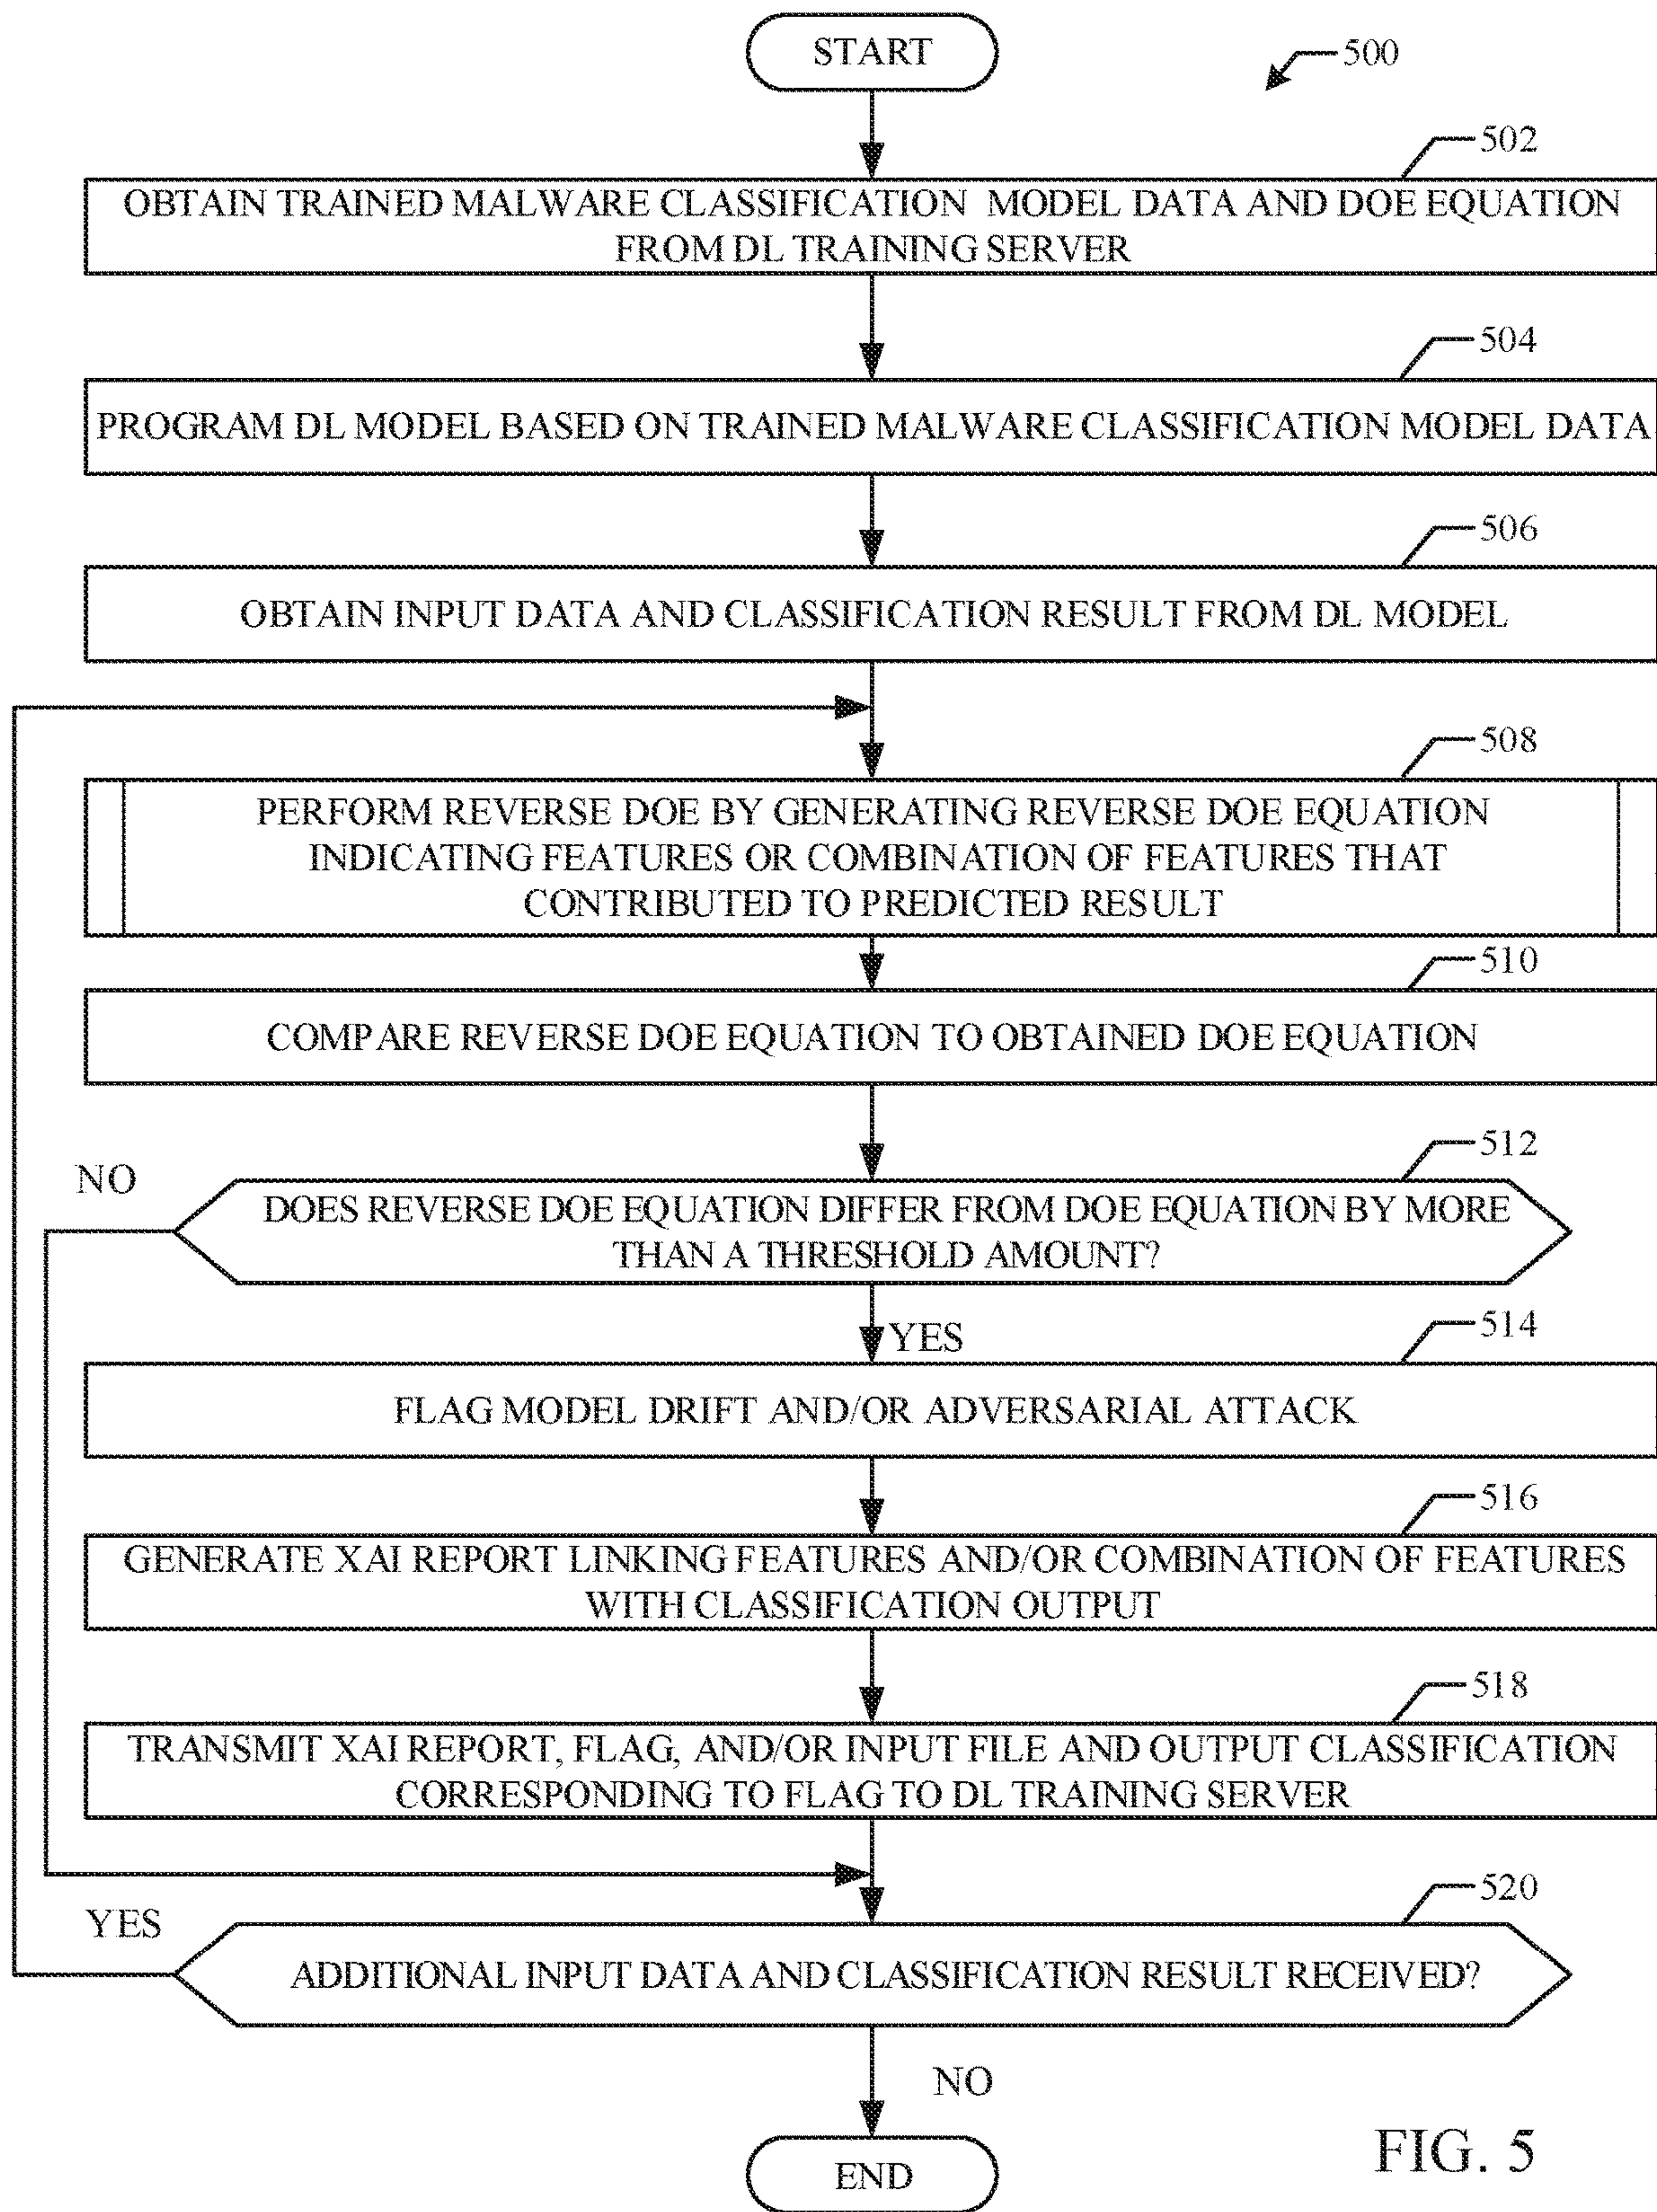 START
500
502
OBTAIN TRAINED MALWARE CLASSIFICATION MODEL DATA AND DOE EQUATION
FROM DL TRAINING SERVER
504
PROGRAM DL MODEL BASED ON TRAINED MALWARE CLASSIFICATION MODEL DATA
506
OBTAIN INPUT DATA AND CLASSIFICATION RESULT FROM DL MODEL
508
PERFORM REVERSE DOE BY GENERATING REVERSE DOE EQUATION
INDICATING FEATURES OR COMBINATION OF FEATURES THAT
CONTRIBUTED TO PREDICTED RESULT
510
COMPARE REVERSE DOE EQUATION TO OBTAINED DOE EQUATION
512
NO
DOES REVERSE DOE EQUATION DIFFER FROM DOE EQUATION BY MORE
THAN A THRESHOLD AMOUNT?
YES
514
FLAG MODEL DRIFT AND/OR ADVERSARIAL ATTACK
516
GENERATE XAI REPORT LINKING FEATURES AND/OR COMBINATION OF FEATURES
WITH CLASSIFICATION OUTPUT
518
TRANSMIT XAI REPORT, FLAG, AND/OR INPUT FILE AND OUTPUT CLASSIFICATION
CORRESPONDING TO FLAG TO DL TRAINING SERVER
520
YES
ADDITIONAL INPUT DATA AND CLASSIFICATION RESULT RECEIVED?
NO
END
FIG. 5